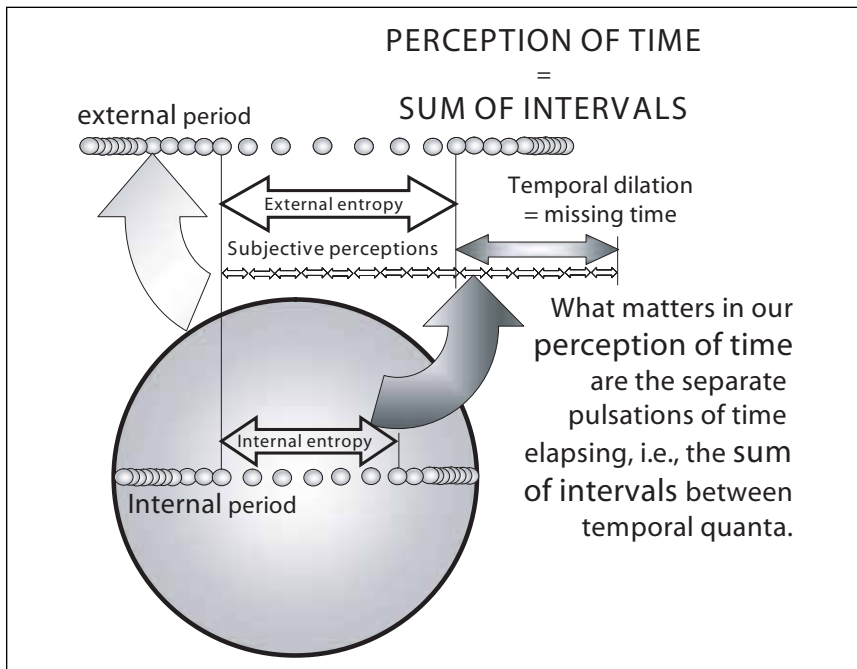 PERCEPTION OF TIME
=
SUM OF INTERVALS
external period
External entropy
Temporal dilation
= missing time
Subjective perceptions
What matters in our
perception of time
are the separate
pulsations of time
elapsing, i.e., the sum
of intervals between
temporal quanta.
Internal entropy
Internal period